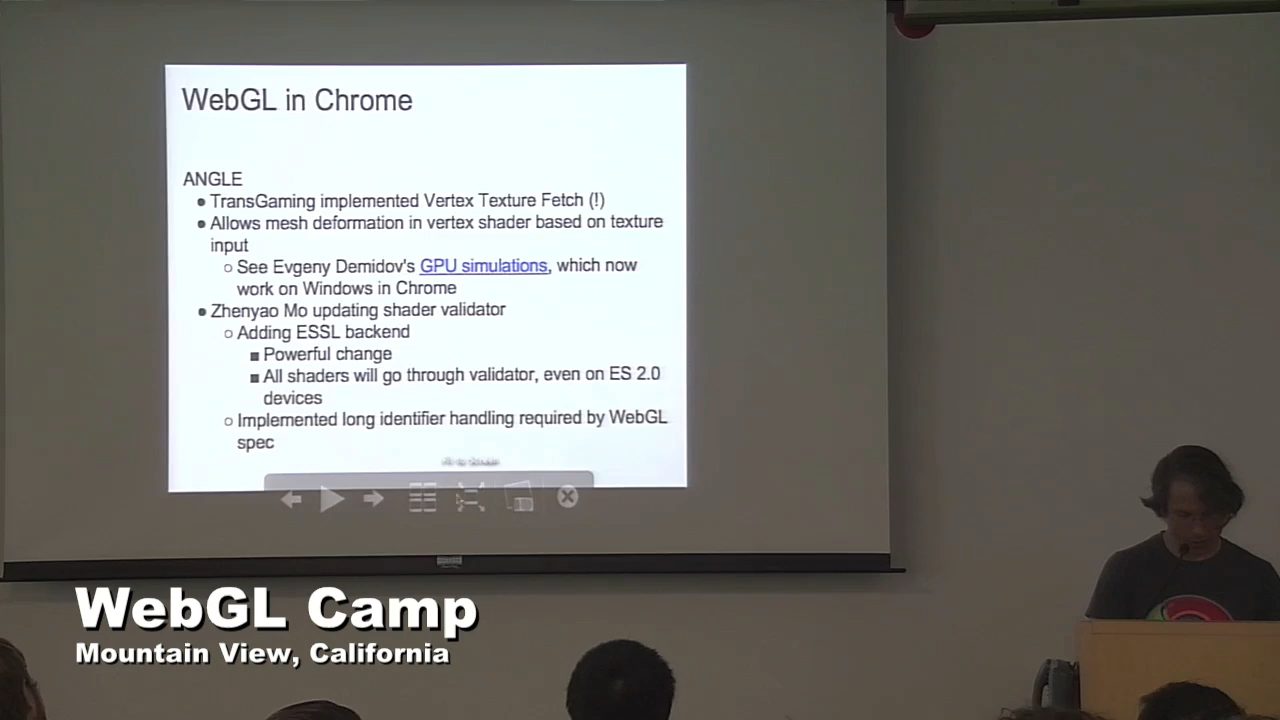 WebGL in Chrome
ANGLE
● TransGaming implemented Vertex Texture Fetch (!)
● Allows mesh deformation in vertex shader based on texture
input
○ See Evgeny Demidov's GPU simulations, which now
work on Windows in Chrome
● Zhenyao Mo updating shader validator
○ Adding ESSL backend
■ Powerful change
■ All shaders will go through validator, even on ES 2.0
devices
○ Implemented long identifier handling required by WebGL
spec
Fit to Screen
WebGL Camp
Mountain View, California